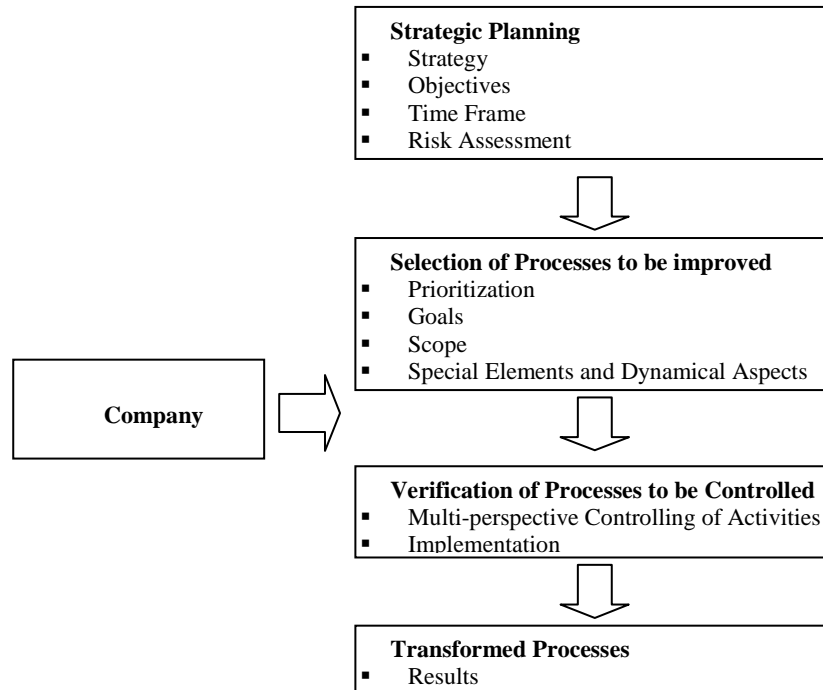 Strategic Planning
▪ Strategy
▪ Objectives
▪ Time Frame
▪ Risk Assessment
Selection of Processes to be improved
▪ Prioritization
▪ Goals
▪ Scope
▪ Special Elements and Dynamical Aspects
Company
Verification of Processes to be Controlled
▪ Multi-perspective Controlling of Activities
▪ Implementation
Transformed Processes
▪ Results